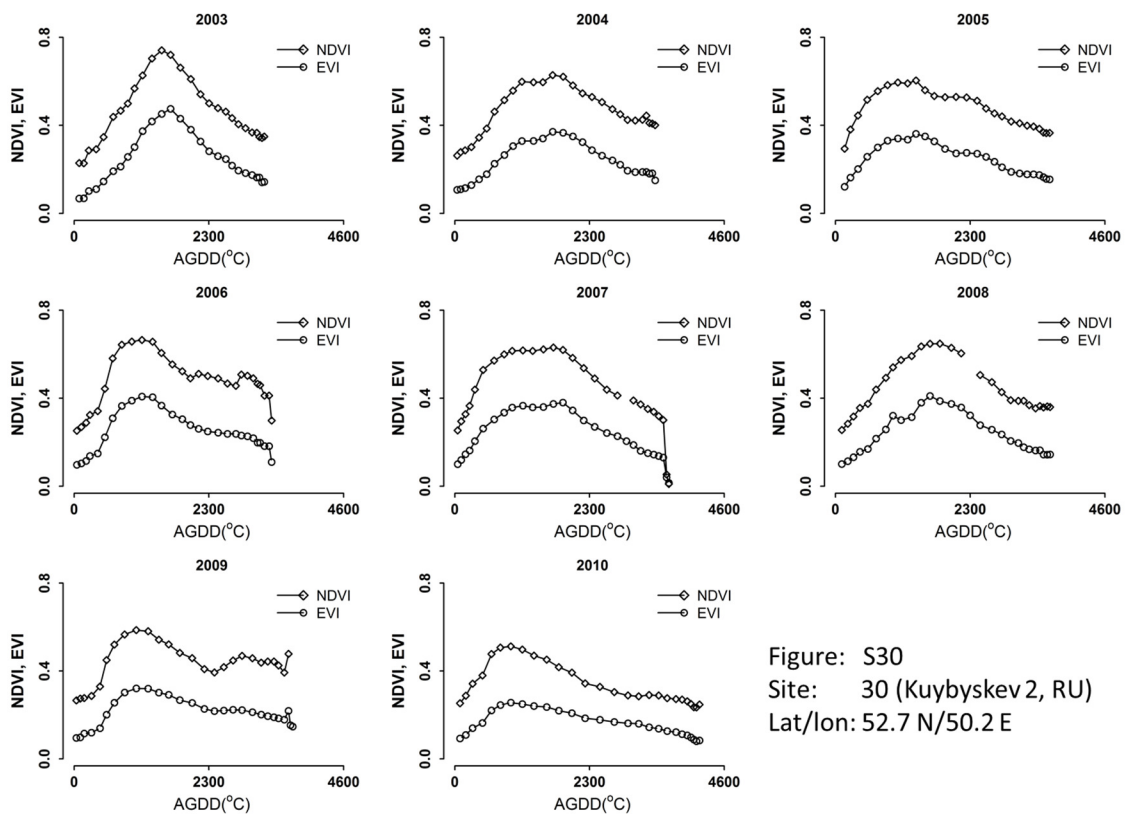 2003
NDVI, EVI
0.0 0.4 0.8
NDVI
EVI
0 2300 4600
AGDD(°C)
2004
NDVI, EVI
0.0 0.4 0.8
NDVI
EVI
0 2300 4600
AGDD(°C)
2005
NDVI, EVI
0.0 0.4 0.8
NDVI
EVI
0 2300 4600
AGDD(°C)
2006
NDVI, EVI
0.0 0.4 0.8
NDVI
EVI
0 2300 4600
AGDD(°C)
2007
NDVI, EVI
0.0 0.4 0.8
NDVI
EVI
0 2300 4600
AGDD(°C)
2008
NDVI, EVI
0.0 0.4 0.8
NDVI
EVI
0 2300 4600
AGDD(°C)
2009
NDVI, EVI
0.0 0.4 0.8
NDVI
EVI
0 2300 4600
AGDD(°C)
2010
NDVI, EVI
0.0 0.4 0.8
NDVI
EVI
0 2300 4600
AGDD(°C)
Figure: S30
Site: 30 (Kuybyskev 2, RU)
Lat/lon: 52.7 N/50.2 E